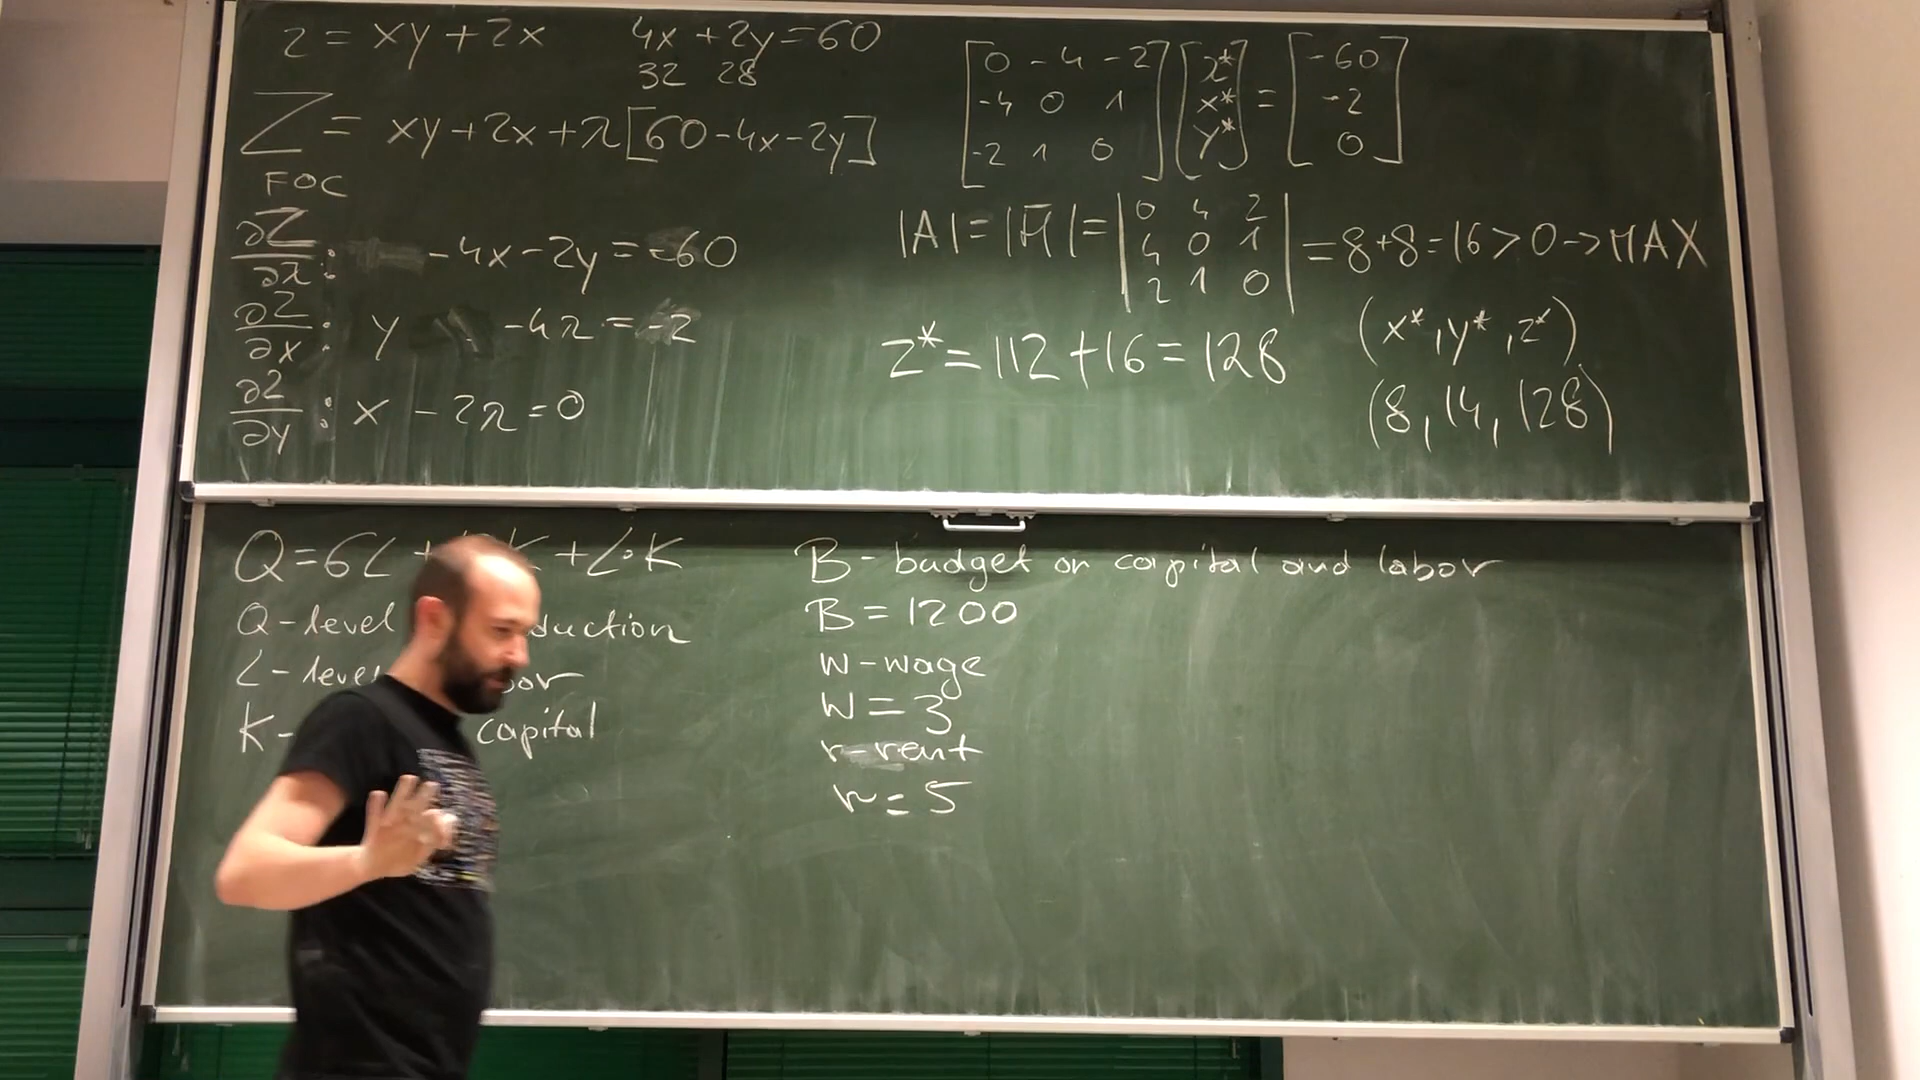 z = xy + 2x 4x + 2y = 60
32 28
Z = xy + 2x + λ[60 - 4x - 2y]
FOC
∂Z/∂λ : -4x - 2y = -60
∂Z/∂x : y -4λ = -2
∂Z/∂y : x - 2λ = 0
[0 -4 -2] [λ*] = [-60]
[-4 0 1] [x*] [-2]
[-2 1 0] [y*] [0]
|A| = |H̄| = |0 4 2| = 8 + 8 = 16 > 0 -> MAX
|4 0 1|
|2 1 0|
z* = 112 + 16 = 128
(x*, y*, z*)
(8, 14, 128)
Q = 6L + K + L·K
Q - level duction
L - level
K - capital
B - budget on capital and labor
B = 1200
w - wage
w = 3
r - rent
r = 5